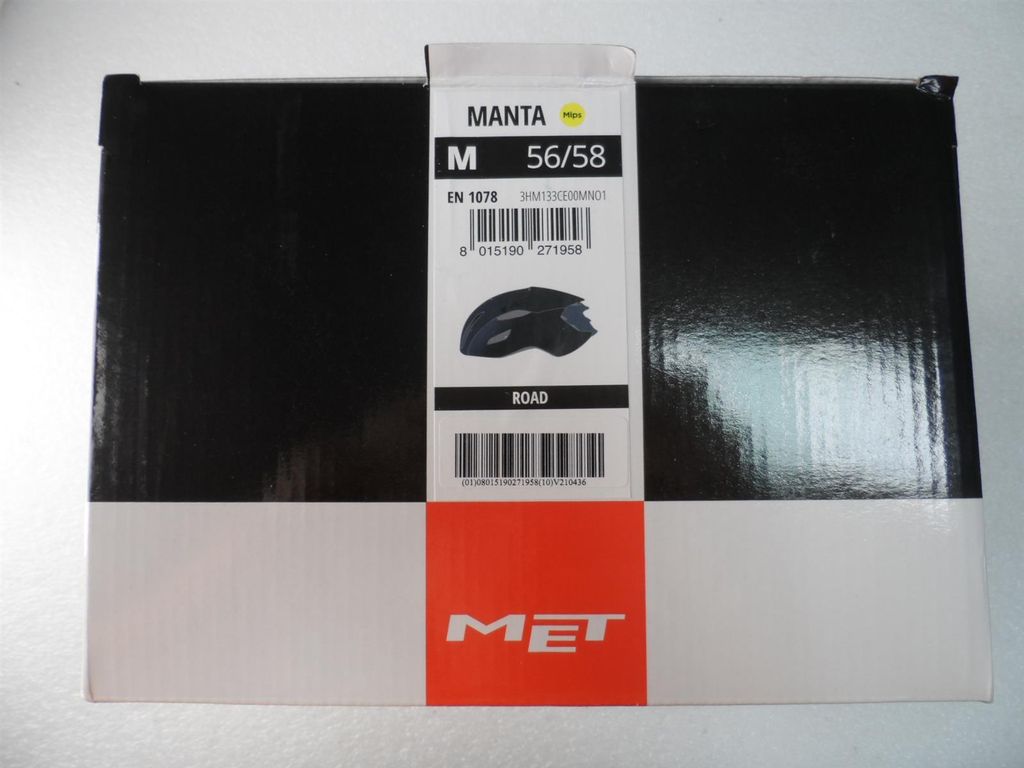 MANTA Mips
M 56/58
EN 1078 3HM133CE00MNO1
8 015190 271958
ROAD
(01)08015190271958(10)V210436
MET